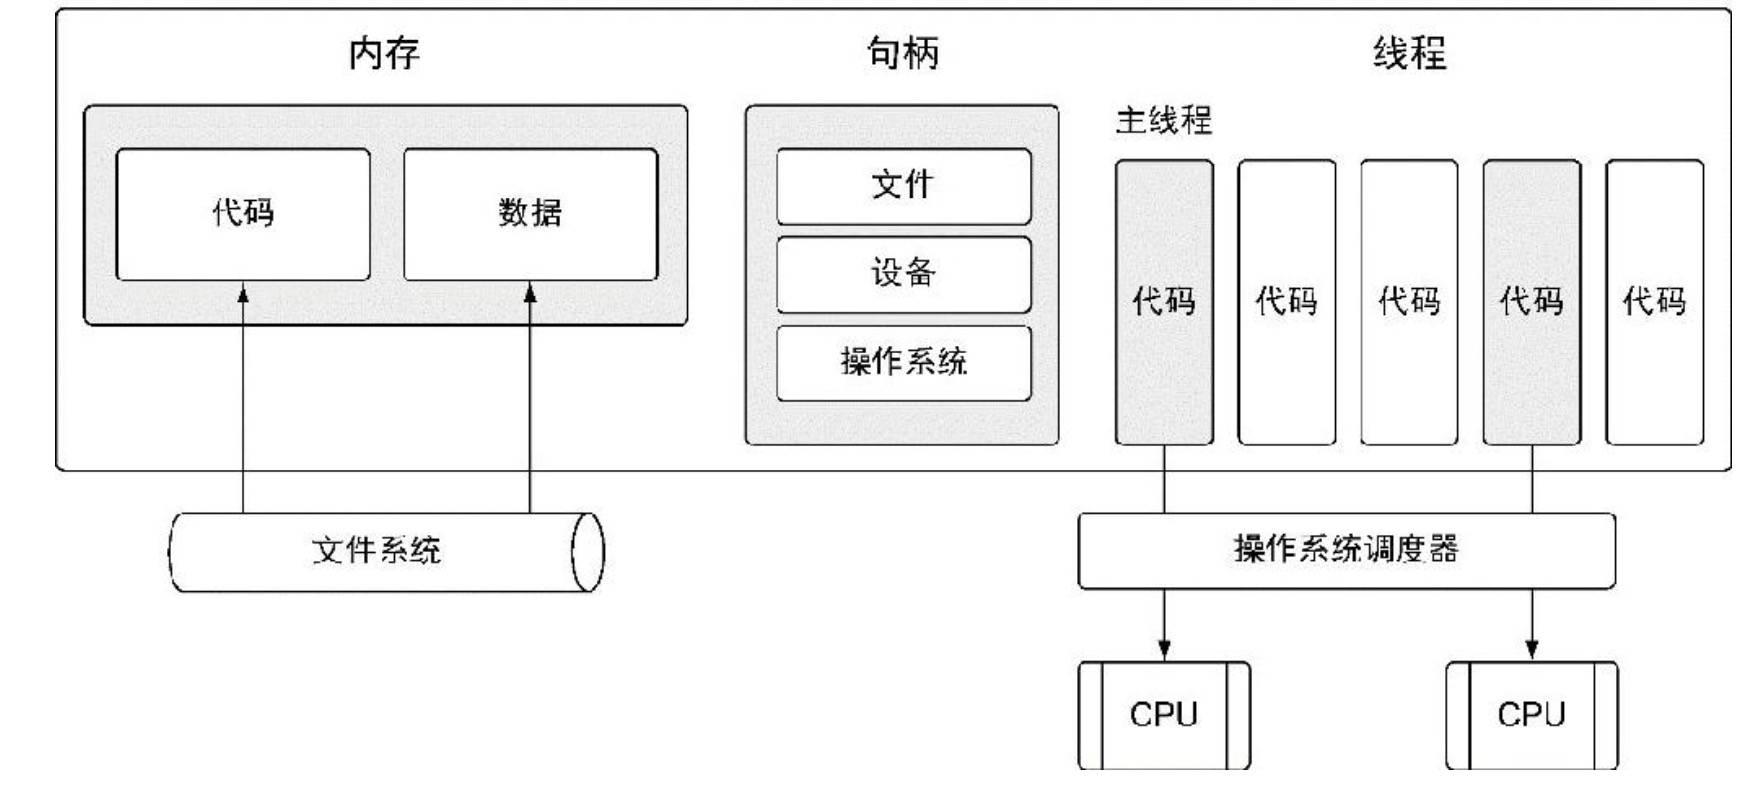 内存
句柄
线程
主线程
代码
数据
文件
设备
操作系统
代码
代码
代码
代码
代码
文件系统
操作系统调度器
CPU
CPU